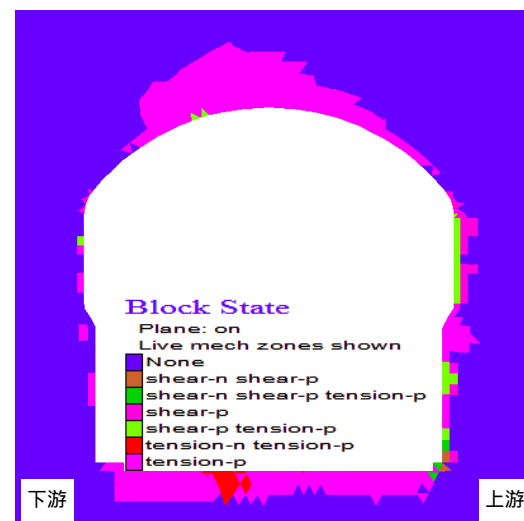 Block State
Plane: on
Live mech zones shown
None
shear-n shear-p
shear-n shear-p tension-p
shear-p
shear-p tension-p
tension-n tension-p
tension-p
下游
上游